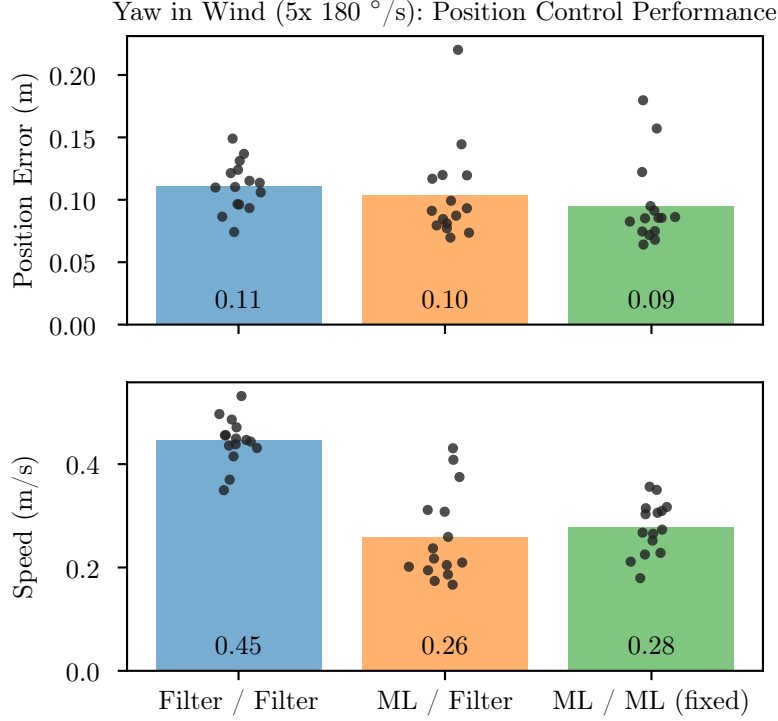 Yaw in Wind (5x 180 °/s): Position Control Performance
Position Error (m)
0.20
0.15
0.10
0.05
0.00
0.11
0.10
0.09
Speed (m/s)
0.4
0.2
0.0
0.45
0.26
0.28
Filter / Filter
ML / Filter
ML / ML (fixed)